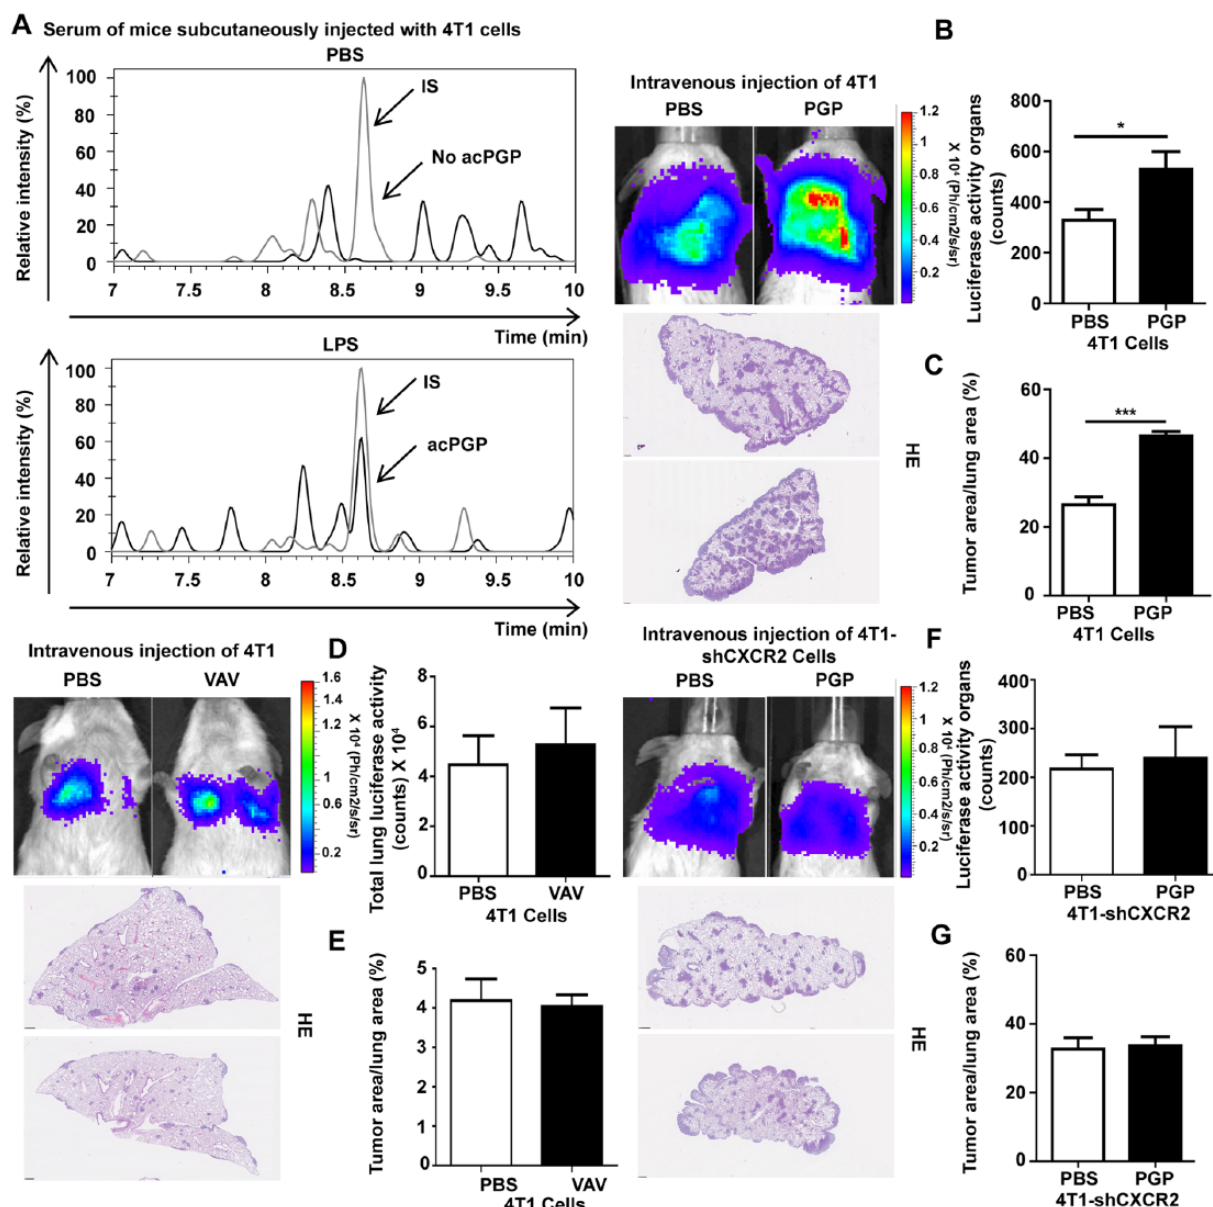 A Serum of mice subcutaneously injected with 4T1 cells
PBS
Relative intensity (%)
100
80
60
40
20
0
IS
No acPGP
7 7.5 8 8.5 9 9.5 10
Time (min)
LPS
Relative intensity (%)
100
80
60
40
20
0
IS
acPGP
7 7.5 8 8.5 9 9.5 10
Time (min)
B
Intravenous injection of 4T1
PBS PGP
1.2
1
0.8
0.6
0.4
0.2
X 10⁴ (Ph/cm2/s/sr)
HE
Luciferase activity organs
(counts)
800
600
400
200
0
*
PBS PGP
4T1 Cells
C
Tumor area/lung area (%)
60
40
20
0
***
PBS PGP
4T1 Cells
Intravenous injection of 4T1
PBS VAV
1.6
1.4
1
0.6
0.2
X 10⁴ (Ph/cm2/s/sr)
HE
D
Total lung luciferase activity
(counts) X 10⁴
8
6
4
2
0
PBS VAV
4T1 Cells
E
Tumor area/lung area (%)
5
4
3
2
1
0
PBS VAV
4T1 Cells
Intravenous injection of 4T1-
shCXCR2 Cells
PBS PGP
1.2
1
0.8
0.6
0.4
0.2
X 10⁴ (Ph/cm2/s/sr)
HE
F
Luciferase activity organs
(counts)
400
300
200
100
0
PBS PGP
4T1-shCXCR2
G
Tumor area/lung area (%)
60
40
20
0
PBS PGP
4T1-shCXCR2